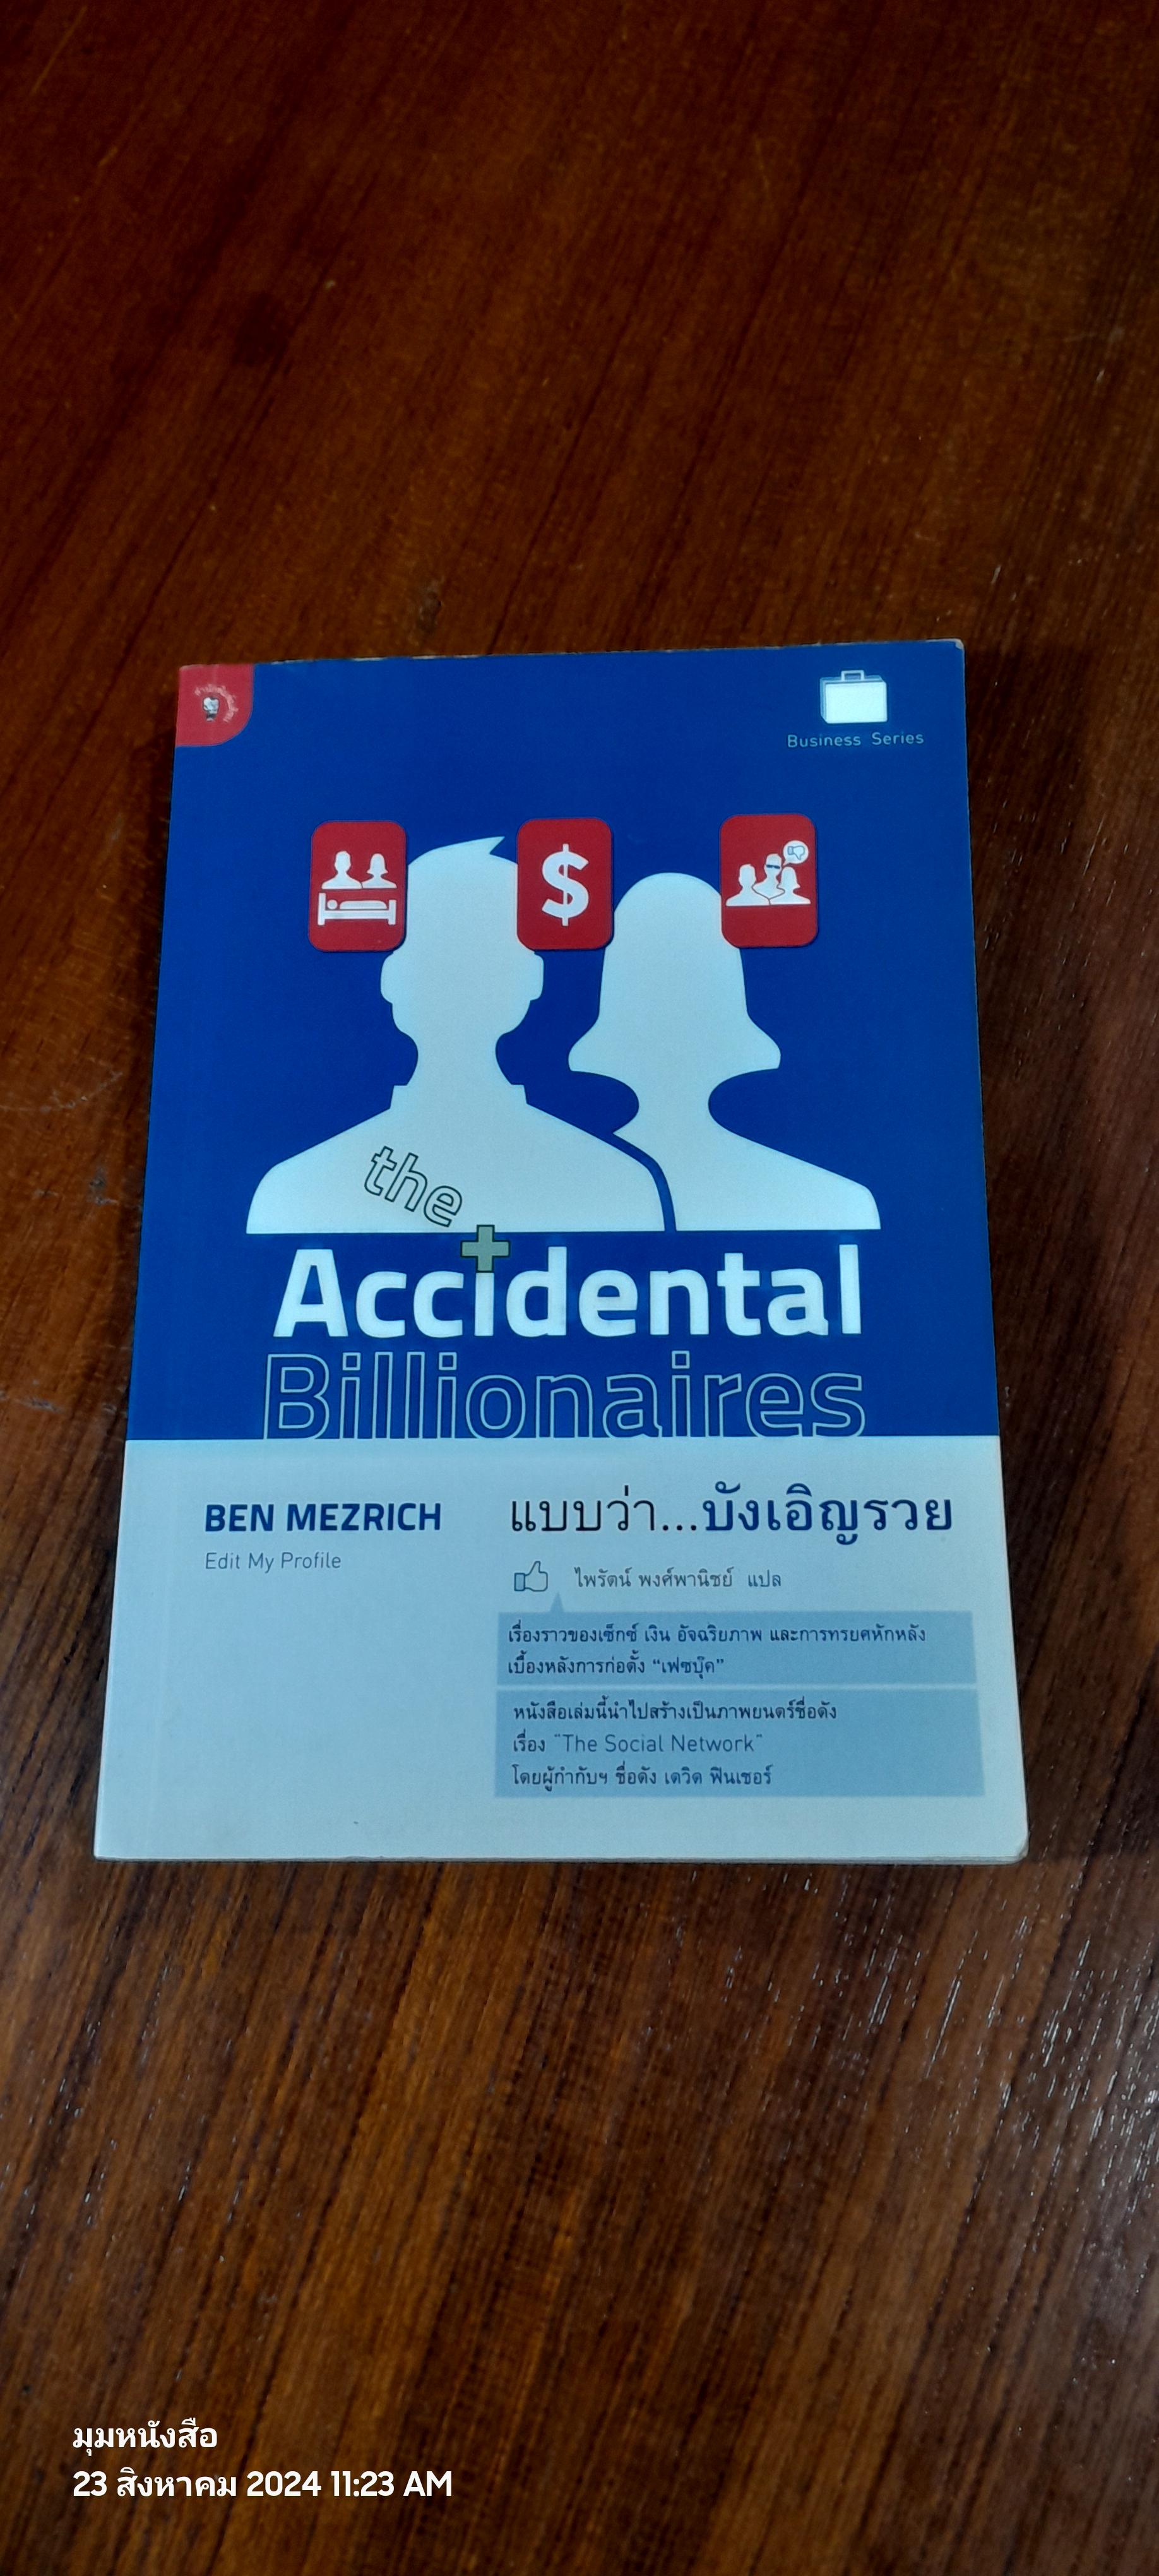 Business Series
$
the
Accidental
Billionaires
BEN MEZRICH
Edit My Profile
แบบว่า...บังเอิญรวย
ไพรัตน์ พงศ์พานิชย์ แปล
เรื่องราวของเซ็กซ์ เงิน อัจฉริยภาพ และการทรยศหักหลัง
เบื้องหลังการก่อตั้ง “เฟซบุ๊ค”
หนังสือเล่มนี้นำไปสร้างเป็นภาพยนตร์ชื่อดัง
เรื่อง "The Social Network"
โดยผู้กำกับฯ ชื่อดัง เดวิด ฟินเชอร์
มุมหนังสือ
23 สิงหาคม 2024 11:23 AM